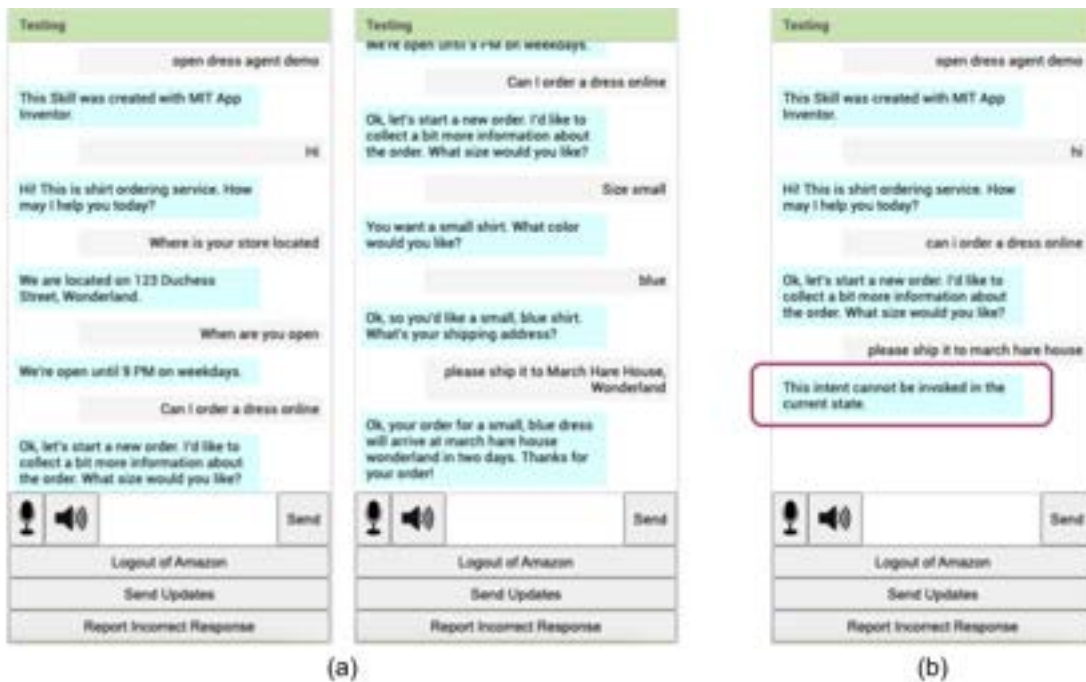 Testing
open dress agent demo
This Skill was created with MIT App
Inventor.
Hi
Hi! This is shirt ordering service. How
may I help you today?
Where is your store located
We are located on 123 Duchess
Street, Wonderland.
When are you open
We're open until 9 PM on weekdays.
Can I order a dress online
Ok, let's start a new order. I'd like to
collect a bit more information about
the order. What size would you like?
Send
Logout of Amazon
Send Updates
Report Incorrect Response
Testing
We're open until 9 PM on weekdays.
Can I order a dress online
Ok, let's start a new order. I'd like to
collect a bit more information about
the order. What size would you like?
Size small
You want a small shirt. What color
would you like?
blue
Ok, so you'd like a small, blue shirt.
What's your shipping address?
please ship it to March Hare House,
Wonderland
Ok, your order for a small, blue dress
will arrive at march hare house
wonderland in two days. Thanks for
your order!
Send
Logout of Amazon
Send Updates
Report Incorrect Response
(a)
Testing
open dress agent demo
This Skill was created with MIT App
Inventor.
hi
Hi! This is shirt ordering service. How
may I help you today?
can i order a dress online
Ok, let's start a new order. I'd like to
collect a bit more information about
the order. What size would you like?
please ship it to march hare house
This intent cannot be invoked in the
current state.
Send
Logout of Amazon
Send Updates
Report Incorrect Response
(b)